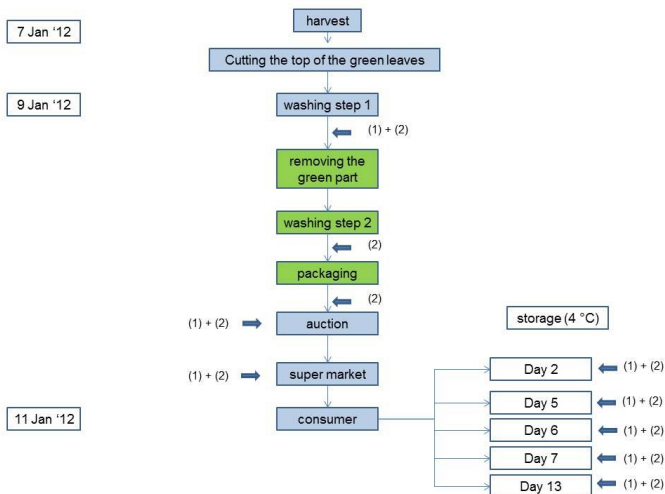 7 Jan ‘12
harvest
Cutting the top of the green leaves
9 Jan ‘12
washing step 1
(1) + (2)
removing the
green part
washing step 2
(2)
packaging
(2)
(1) + (2)
auction
storage (4 °C)
(1) + (2)
super market
Day 2
(1) + (2)
11 Jan ‘12
consumer
Day 5
(1) + (2)
Day 6
(1) + (2)
Day 7
(1) + (2)
Day 13
(1) + (2)